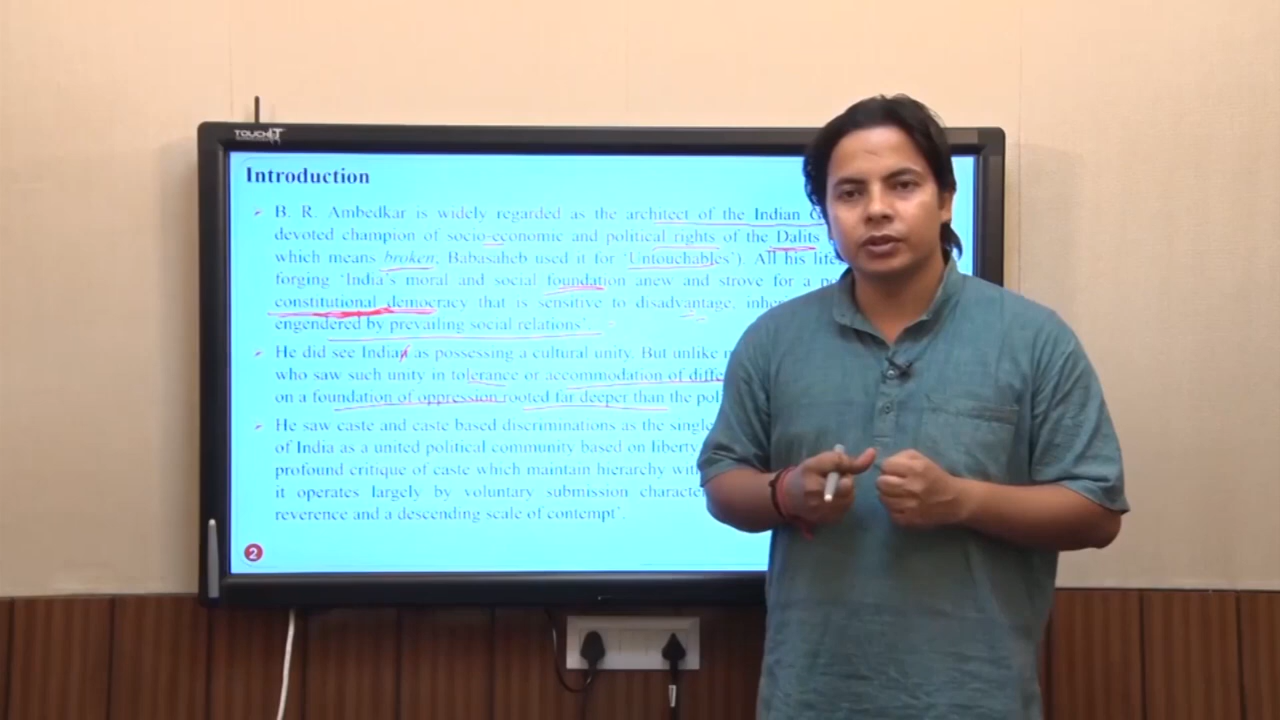 TOUCHIT
Introduction
➢ B. R. Ambedkar is widely regarded as the architect of the Indian
devoted champion of socio-economic and political rights of the Dalits
which means broken, Babasaheb used it for 'Untouchables'). All his life
forging 'India's moral and social foundation anew and strove for a
constitutional democracy that is sensitive to disadvantage,
engendered by prevailing social relations'.
➢ He did see Indian as possessing a cultural unity. But unlike
who saw such unity in tolerance or accommodation of
on a foundation of oppression rooted far deeper than the
➢ He saw caste and caste based discriminations as the
of India as a united political community based on liberty
profound critique of caste which maintain hierarchy
it operates largely by voluntary submission
reverence and a descending scale of contempt'.
2